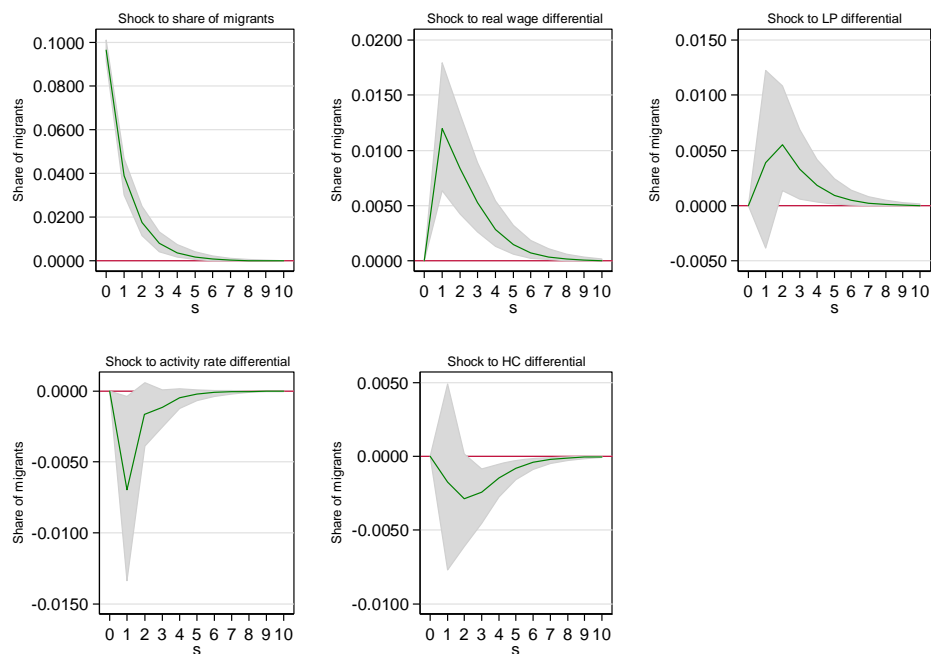 Shock to share of migrants
Share of migrants
0.1000
0.0800
0.0600
0.0400
0.0200
0.0000
0 1 2 3 4 5 6 7 8 9 10
s
Shock to real wage differential
Share of migrants
0.0200
0.0150
0.0100
0.0050
0.0000
0 1 2 3 4 5 6 7 8 9 10
s
Shock to LP differential
Share of migrants
0.0150
0.0100
0.0050
0.0000
-0.0050
0 1 2 3 4 5 6 7 8 9 10
s
Shock to activity rate differential
Share of migrants
0.0000
-0.0050
-0.0100
-0.0150
0 1 2 3 4 5 6 7 8 9 10
s
Shock to HC differential
Share of migrants
0.0050
0.0000
-0.0050
-0.0100
0 1 2 3 4 5 6 7 8 9 10
s